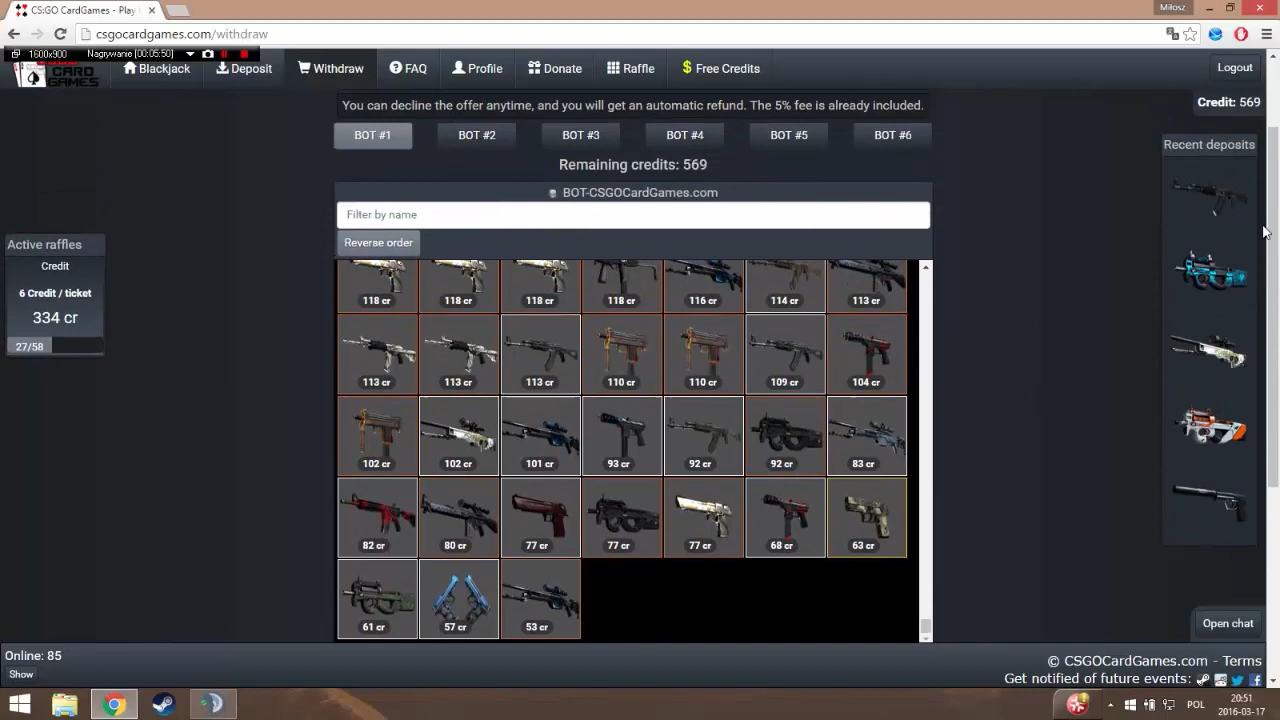 CS:GO CardGames - Play
Miłosz
csgocardgames.com/withdraw
1600x900 Nagrywanie [00:05:50]
CARD
GAMES
Blackjack Deposit Withdraw FAQ Profile Donate Raffle $ Free Credits Logout
You can decline the offer anytime, and you will get an automatic refund. The 5% fee is already included.
Credit: 569
BOT #1 BOT #2 BOT #3 BOT #4 BOT #5 BOT #6
Recent deposits
Remaining credits: 569
BOT-CSGOCardGames.com
Filter by name
Reverse order
Active raffles
Credit
6 Credit / ticket
334 cr
27/58
118 cr 118 cr 118 cr 118 cr 116 cr 114 cr 113 cr
113 cr 113 cr 113 cr 110 cr 110 cr 109 cr 104 cr
102 cr 102 cr 101 cr 93 cr 92 cr 92 cr 83 cr
82 cr 80 cr 77 cr 77 cr 77 cr 68 cr 63 cr
61 cr 57 cr 53 cr
Open chat
Online: 85
Show
© CSGOCardGames.com - Terms
Get notified of future events:
POL
20:51
2016-03-17